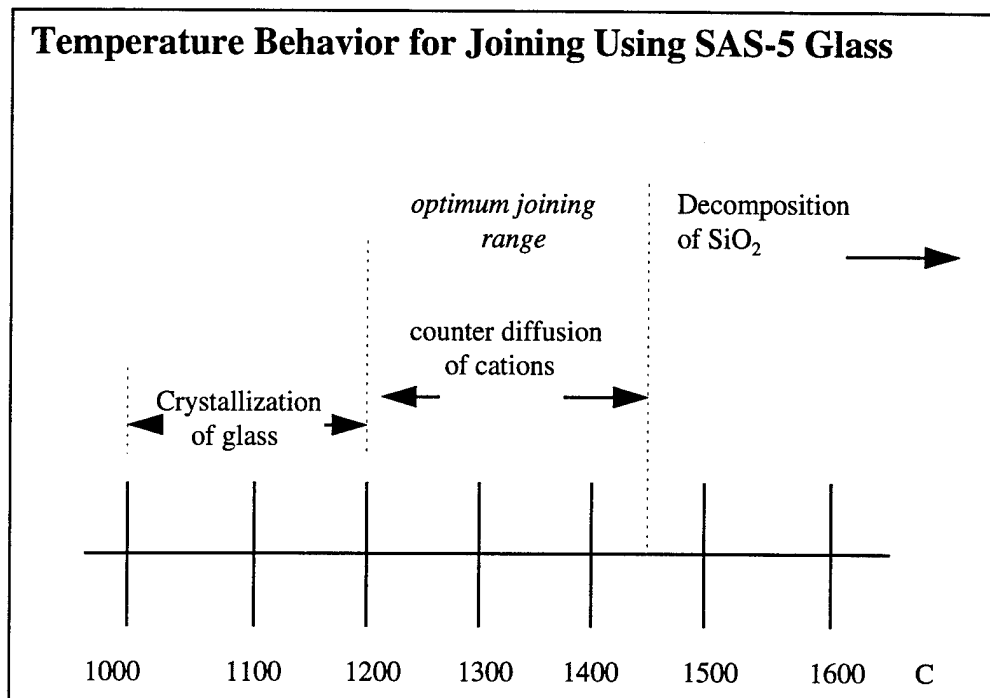 Temperature Behavior for Joining Using SAS-5 Glass
optimum joining
range
Decomposition
of SiO₂
counter diffusion
of cations
Crystallization
of glass
1000 1100 1200 1300 1400 1500 1600 C